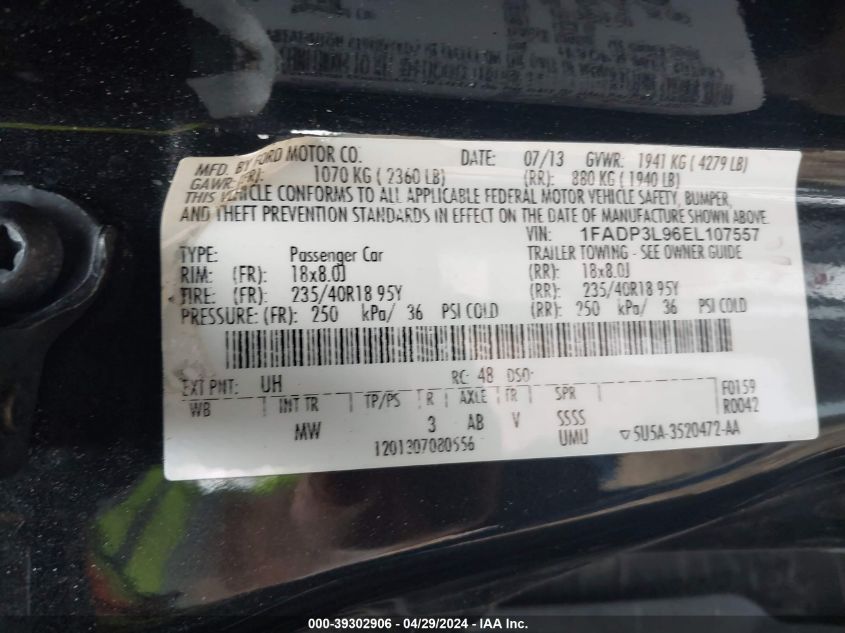 MFD. BY FORD MOTOR CO. DATE: 07/13 GVWR: 1941 KG ( 4279 LB)
GAWR: (FR): 1070 KG ( 2360 LB) (RR): 880 KG ( 1940 LB)
THIS VEHICLE CONFORMS TO ALL APPLICABLE FEDERAL MOTOR VEHICLE SAFETY, BUMPER,
AND THEFT PREVENTION STANDARDS IN EFFECT ON THE DATE OF MANUFACTURE SHOWN ABOVE.
VIN: 1FADP3L96EL107557
TYPE: Passenger Car TRAILER TOWING - SEE OWNER GUIDE
RIM: (FR): 18x8.0J (RR): 18x8.0J
TIRE: (FR): 235/40R18 95Y (RR): 235/40R18 95Y
PRESSURE: (FR): 250 kPa/ 36 PSI COLD (RR): 250 kPa/ 36 PSI COLD
EXT PNT: UH RC: 48 DSO: F0159
WB INT TR TP/PS R AXLE TR SPR R0042
MW 3 AB V SSSS
1201307080556 UMU 5U5A-3520472-AA
000-39302906 - 04/29/2024 - IAA, Inc.